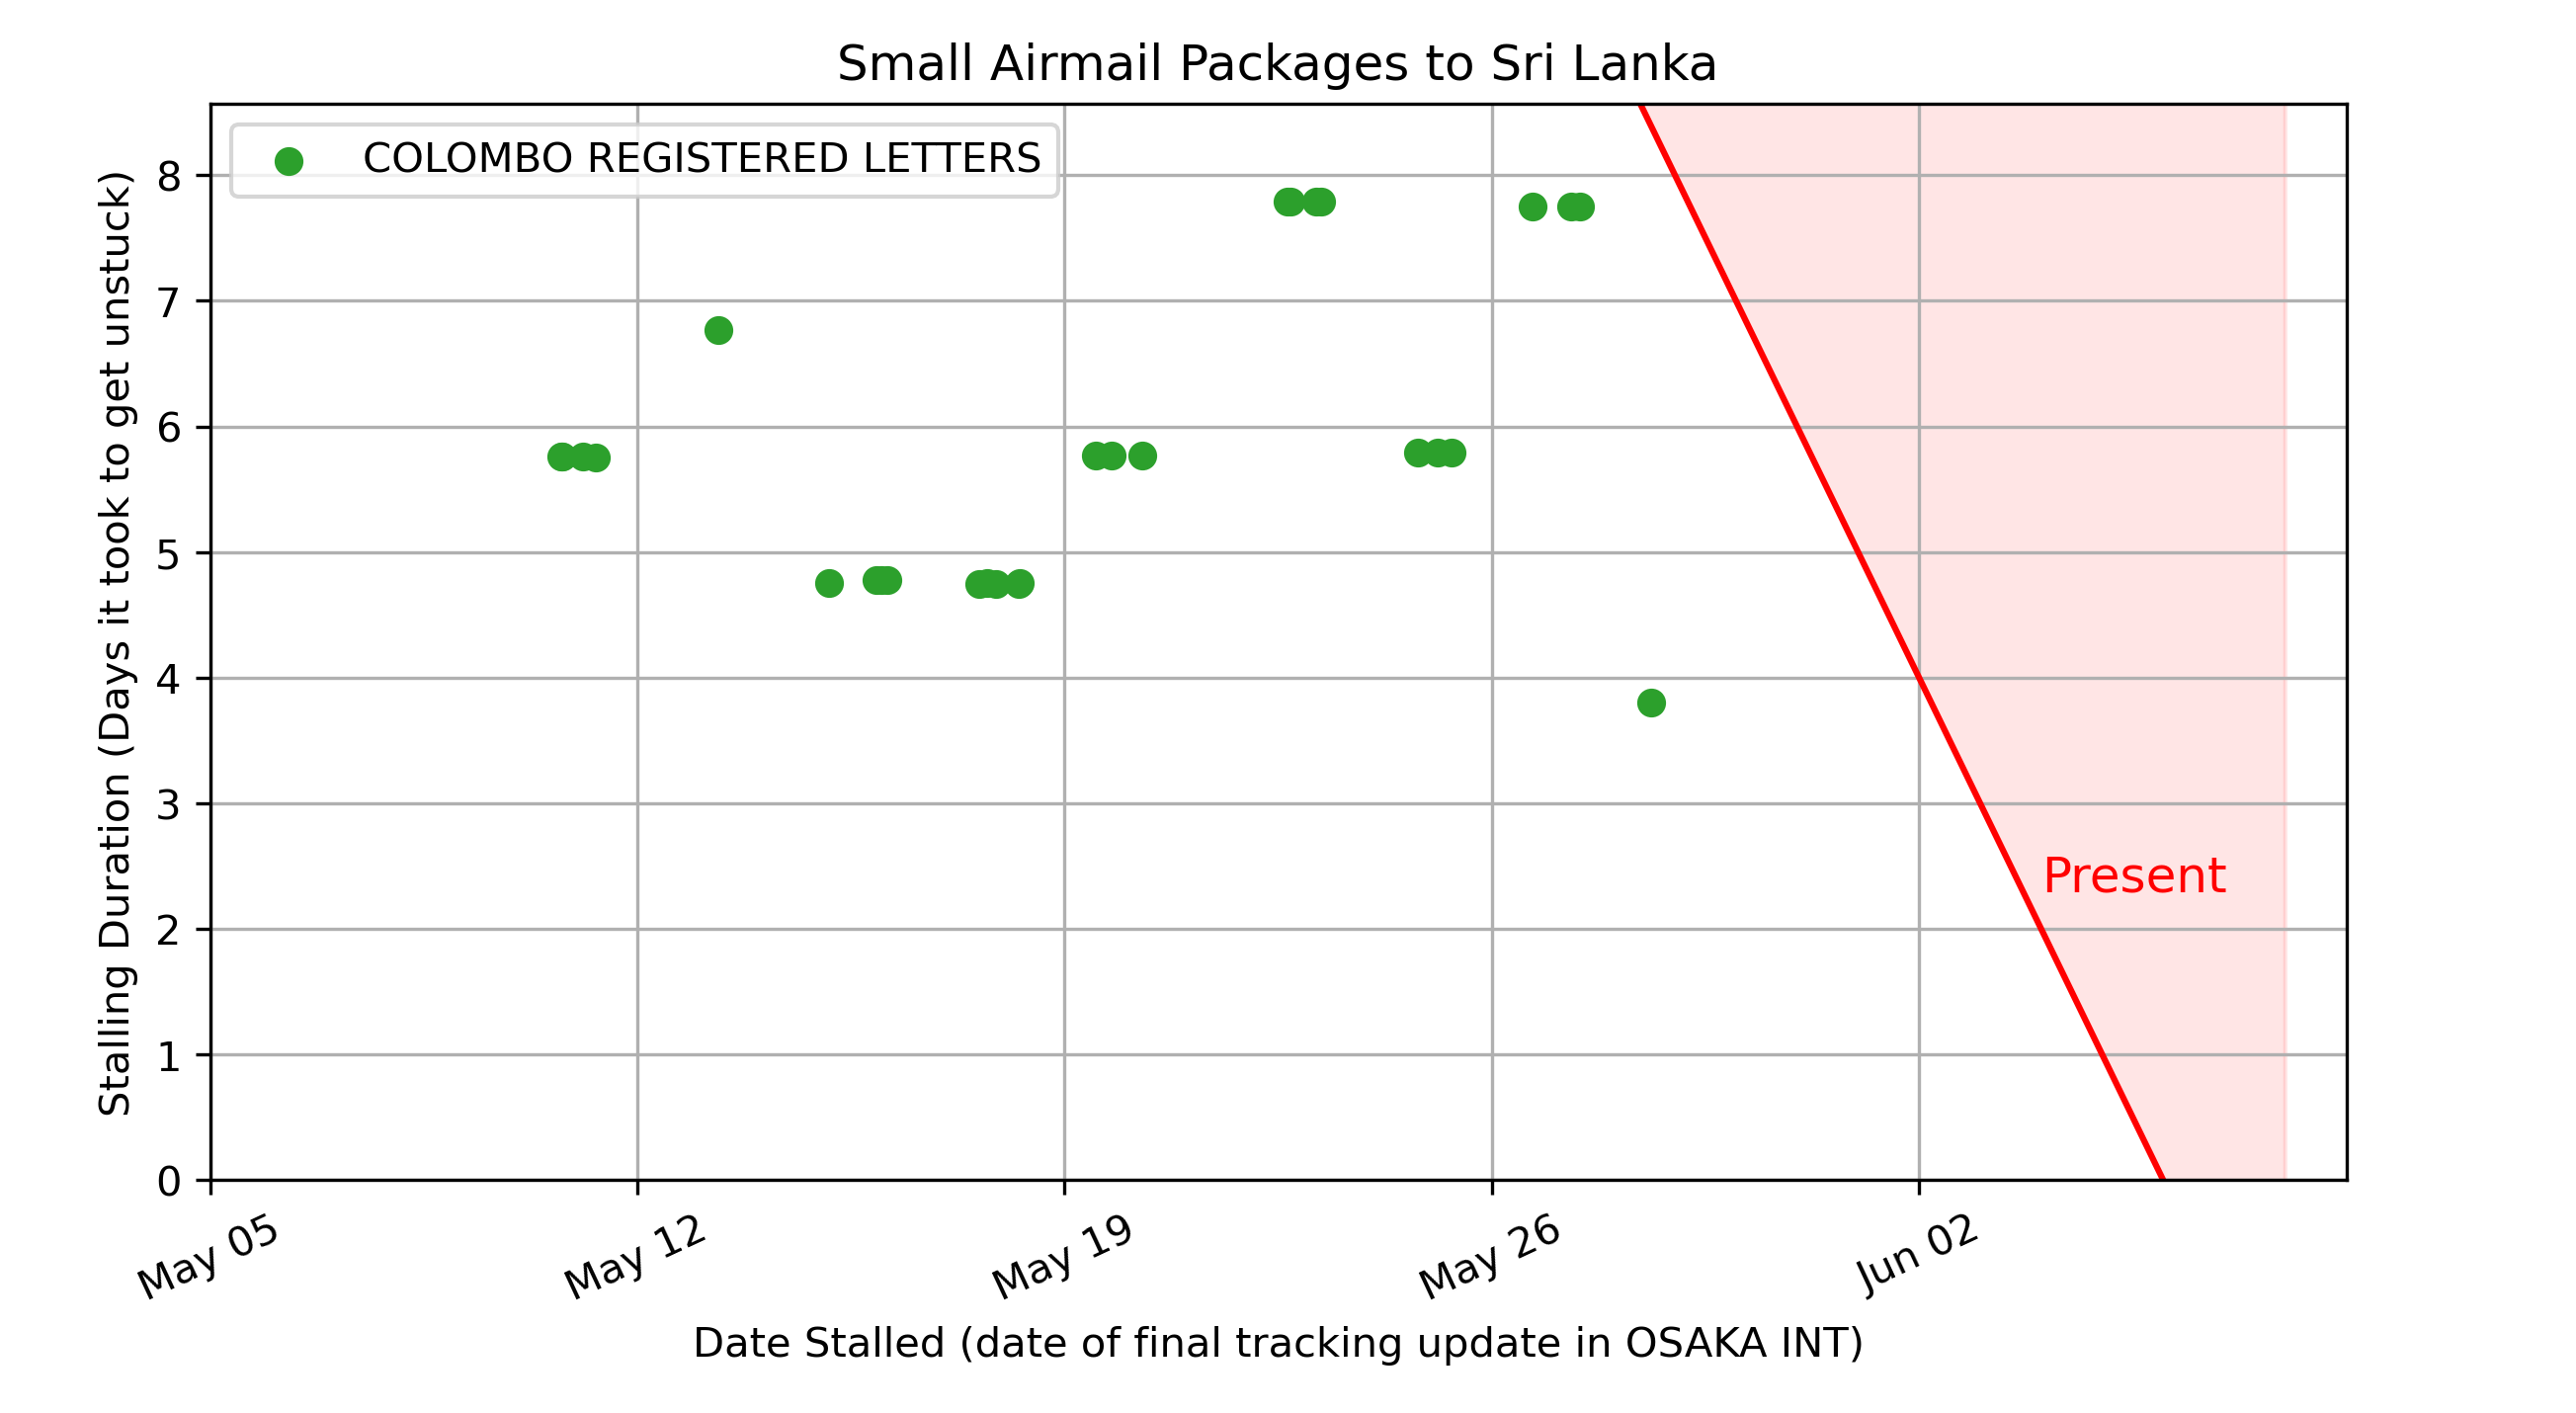 Small Airmail Packages to Sri Lanka
COLOMBO REGISTERED LETTERS
Stalling Duration (Days it took to get unstuck)
8
7
6
5
4
3
2
1
0
Present
May 05
May 12
May 19
May 26
Jun 02
Date Stalled (date of final tracking update in OSAKA INT)